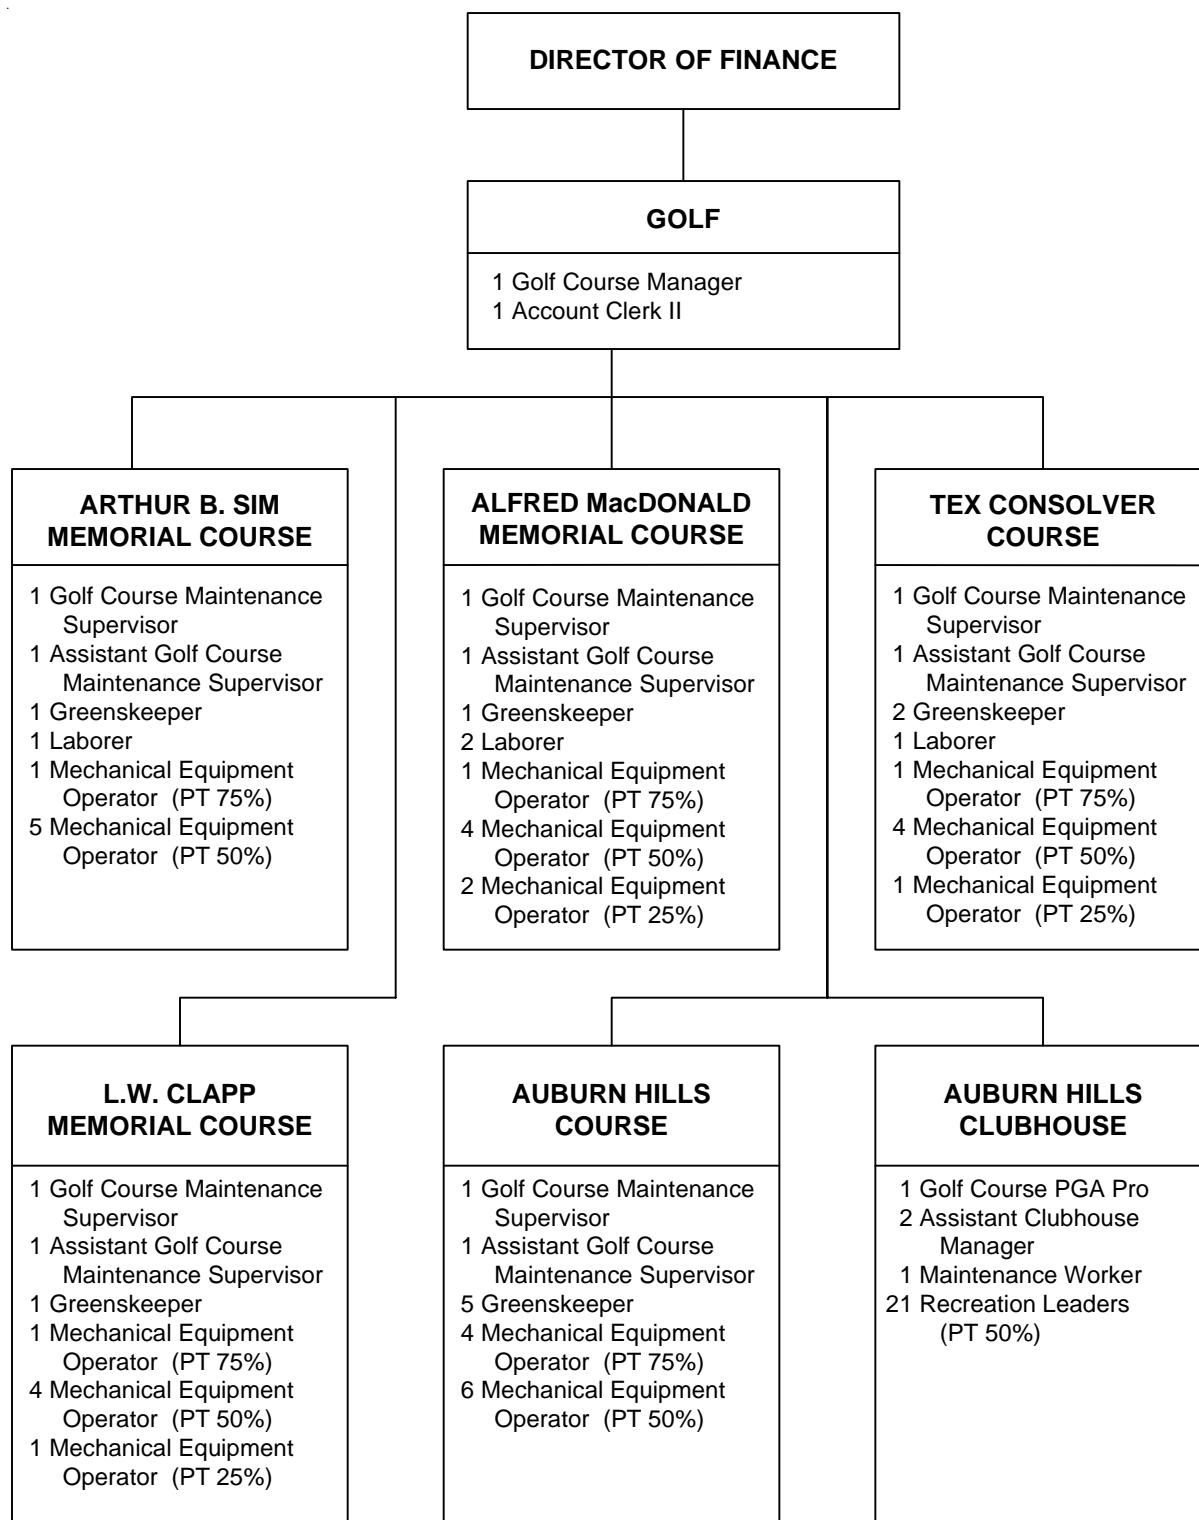 DIRECTOR OF FINANCE
GOLF
1 Golf Course Manager
1 Account Clerk II
ARTHUR B. SIM
MEMORIAL COURSE
1 Golf Course Maintenance
Supervisor
1 Assistant Golf Course
Maintenance Supervisor
1 Greenskeeper
1 Laborer
1 Mechanical Equipment
Operator (PT 75%)
5 Mechanical Equipment
Operator (PT 50%)
ALFRED MacDONALD
MEMORIAL COURSE
1 Golf Course Maintenance
Supervisor
1 Assistant Golf Course
Maintenance Supervisor
1 Greenskeeper
2 Laborer
1 Mechanical Equipment
Operator (PT 75%)
4 Mechanical Equipment
Operator (PT 50%)
2 Mechanical Equipment
Operator (PT 25%)
TEX CONSOLVER
COURSE
1 Golf Course Maintenance
Supervisor
1 Assistant Golf Course
Maintenance Supervisor
2 Greenskeeper
1 Laborer
1 Mechanical Equipment
Operator (PT 75%)
4 Mechanical Equipment
Operator (PT 50%)
1 Mechanical Equipment
Operator (PT 25%)
L.W. CLAPP
MEMORIAL COURSE
1 Golf Course Maintenance
Supervisor
1 Assistant Golf Course
Maintenance Supervisor
1 Greenskeeper
1 Mechanical Equipment
Operator (PT 75%)
4 Mechanical Equipment
Operator (PT 50%)
1 Mechanical Equipment
Operator (PT 25%)
AUBURN HILLS
COURSE
1 Golf Course Maintenance
Supervisor
1 Assistant Golf Course
Maintenance Supervisor
5 Greenskeeper
4 Mechanical Equipment
Operator (PT 75%)
6 Mechanical Equipment
Operator (PT 50%)
AUBURN HILLS
CLUBHOUSE
1 Golf Course PGA Pro
2 Assistant Clubhouse
Manager
1 Maintenance Worker
21 Recreation Leaders
(PT 50%)